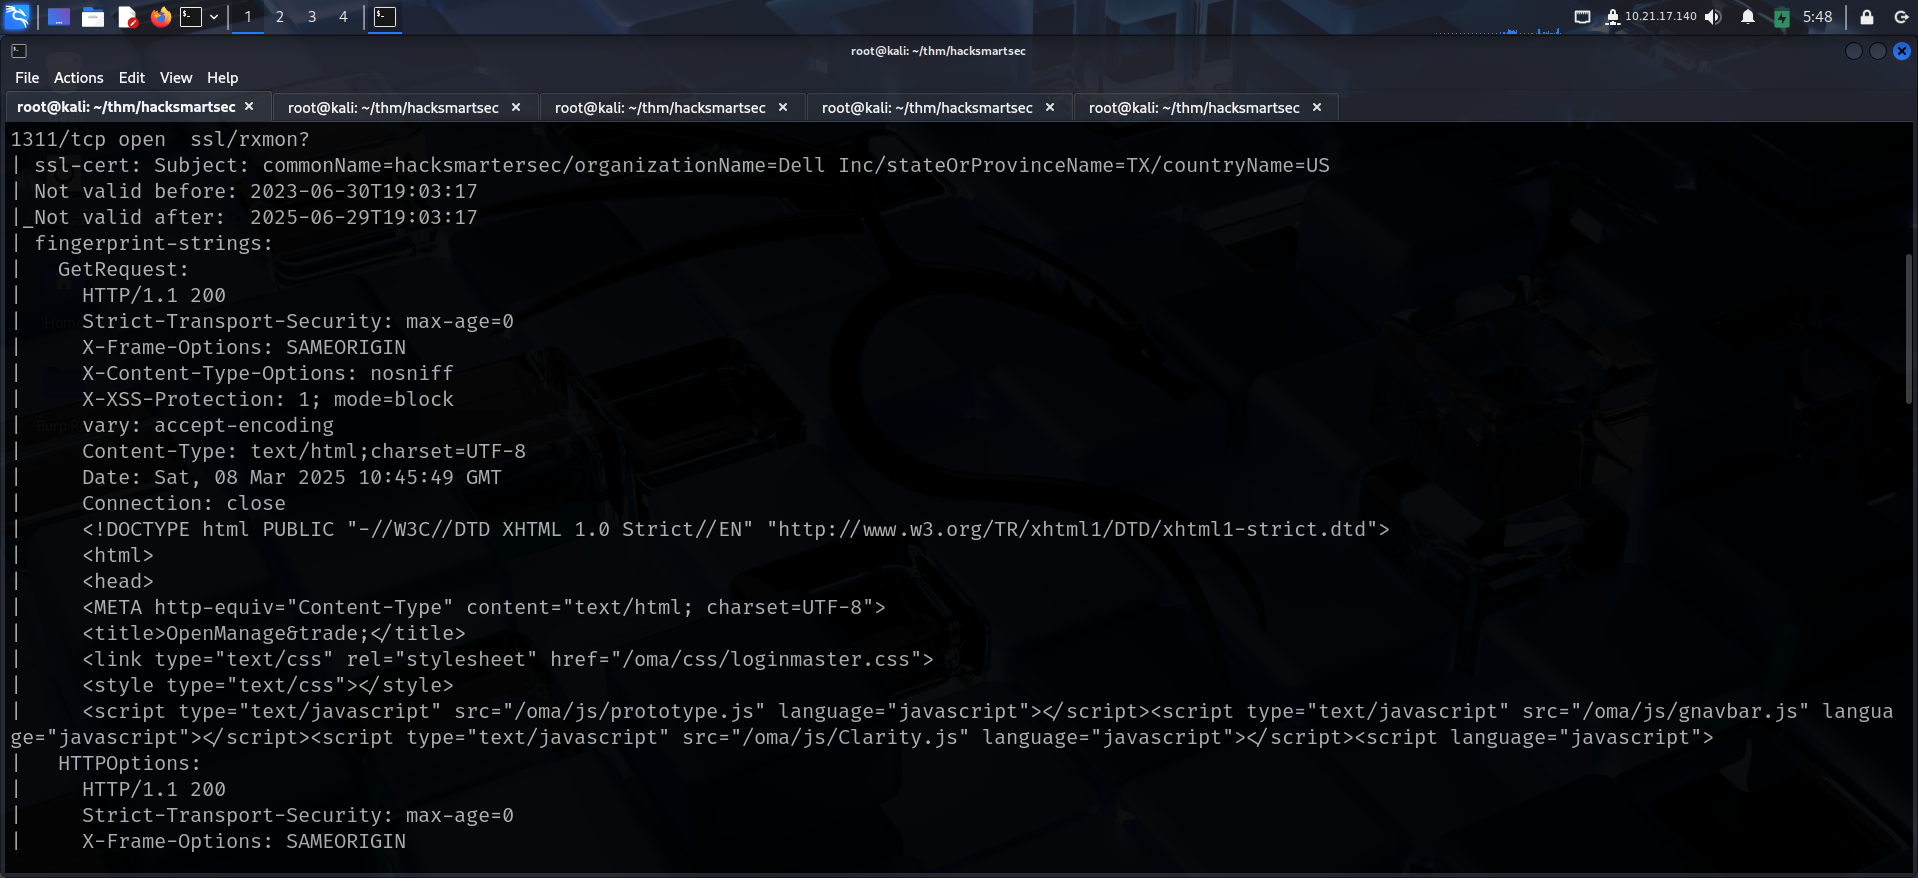 1 2 3 4 10.21.17.140 5:48
root@kali: ~/thm/hacksmartsec
File Actions Edit View Help
root@kali: ~/thm/hacksmartsec × root@kali: ~/thm/hacksmartsec × root@kali: ~/thm/hacksmartsec × root@kali: ~/thm/hacksmartsec × root@kali: ~/thm/hacksmartsec ×
1311/tcp open  ssl/rxmon?
| ssl-cert: Subject: commonName=hacksmartersec/organizationName=Dell Inc/stateOrProvinceName=TX/countryName=US
| Not valid before: 2023-06-30T19:03:17
|_Not valid after:  2025-06-29T19:03:17
| fingerprint-strings:
|   GetRequest:
|     HTTP/1.1 200
|     Strict-Transport-Security: max-age=0
|     X-Frame-Options: SAMEORIGIN
|     X-Content-Type-Options: nosniff
|     X-XSS-Protection: 1; mode=block
|     vary: accept-encoding
|     Content-Type: text/html;charset=UTF-8
|     Date: Sat, 08 Mar 2025 10:45:49 GMT
|     Connection: close
|     <!DOCTYPE html PUBLIC "-//W3C//DTD XHTML 1.0 Strict//EN" "http://www.w3.org/TR/xhtml1/DTD/xhtml1-strict.dtd">
|     <html>
|     <head>
|     <META http-equiv="Content-Type" content="text/html; charset=UTF-8">
|     <title>OpenManage&trade;</title>
|     <link type="text/css" rel="stylesheet" href="/oma/css/loginmaster.css">
|     <style type="text/css"></style>
|     <script type="text/javascript" src="/oma/js/prototype.js" language="javascript"></script><script type="text/javascript" src="/oma/js/gnavbar.js" langua
ge="javascript"></script><script type="text/javascript" src="/oma/js/Clarity.js" language="javascript"></script><script language="javascript">
|   HTTPOptions:
|     HTTP/1.1 200
|     Strict-Transport-Security: max-age=0
|     X-Frame-Options: SAMEORIGIN